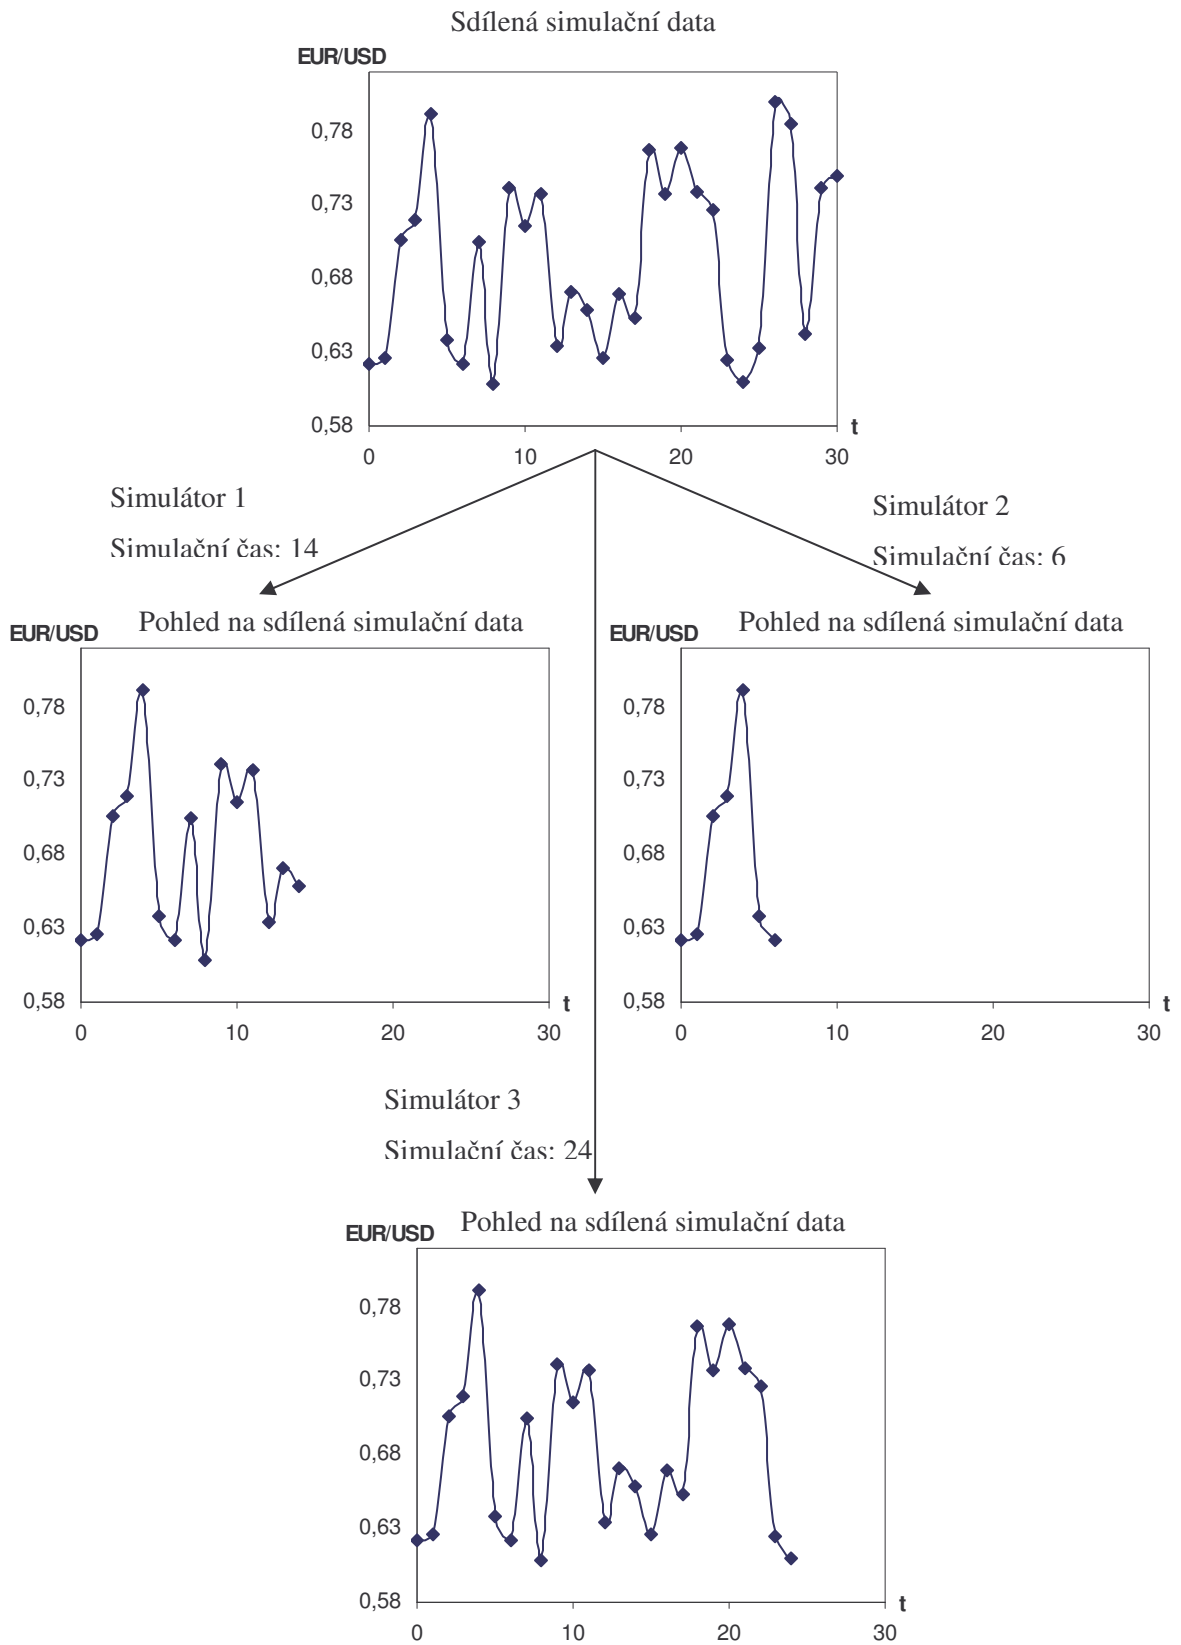 Sdílená simulační data
EUR/USD
0,78
0,73
0,68
0,63
0,58
t
0 10 20 30
Simulátor 1
Simulační čas: 14
Simulátor 2
Simulační čas: 6
Pohled na sdílená simulační data
EUR/USD
0,78
0,73
0,68
0,63
0,58
t
0 10 20 30
Pohled na sdílená simulační data
EUR/USD
0,78
0,73
0,68
0,63
0,58
t
0 10 20 30
Simulátor 3
Simulační čas: 24
Pohled na sdílená simulační data
EUR/USD
0,78
0,73
0,68
0,63
0,58
t
0 10 20 30